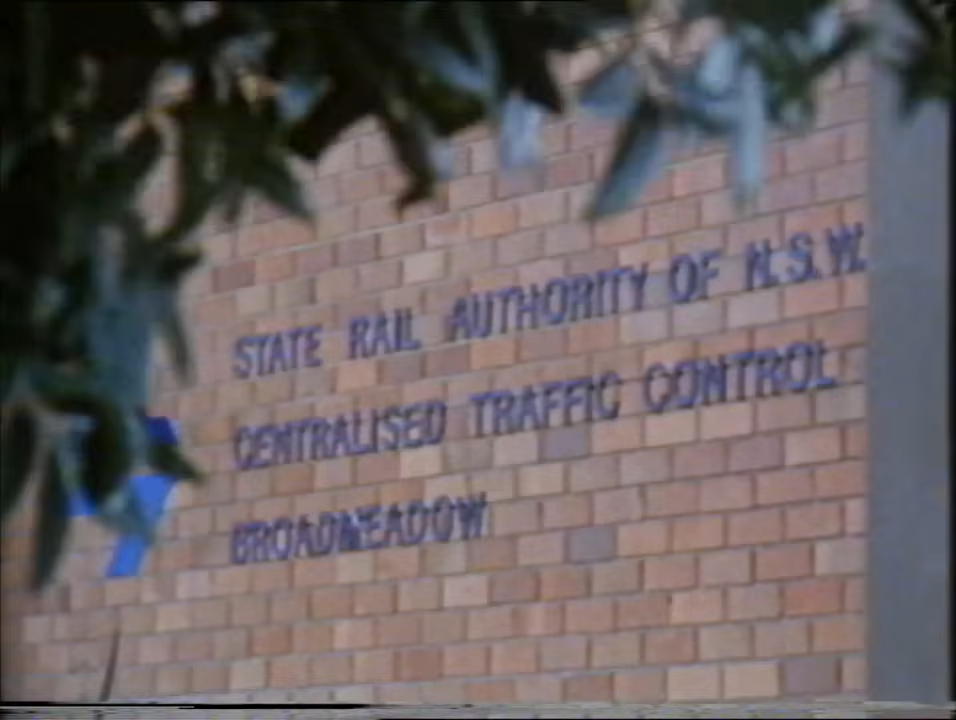 STATE RAIL AUTHORITY OF N.S.W.
CENTRALISED TRAFFIC CONTROL
BROADMEADOW